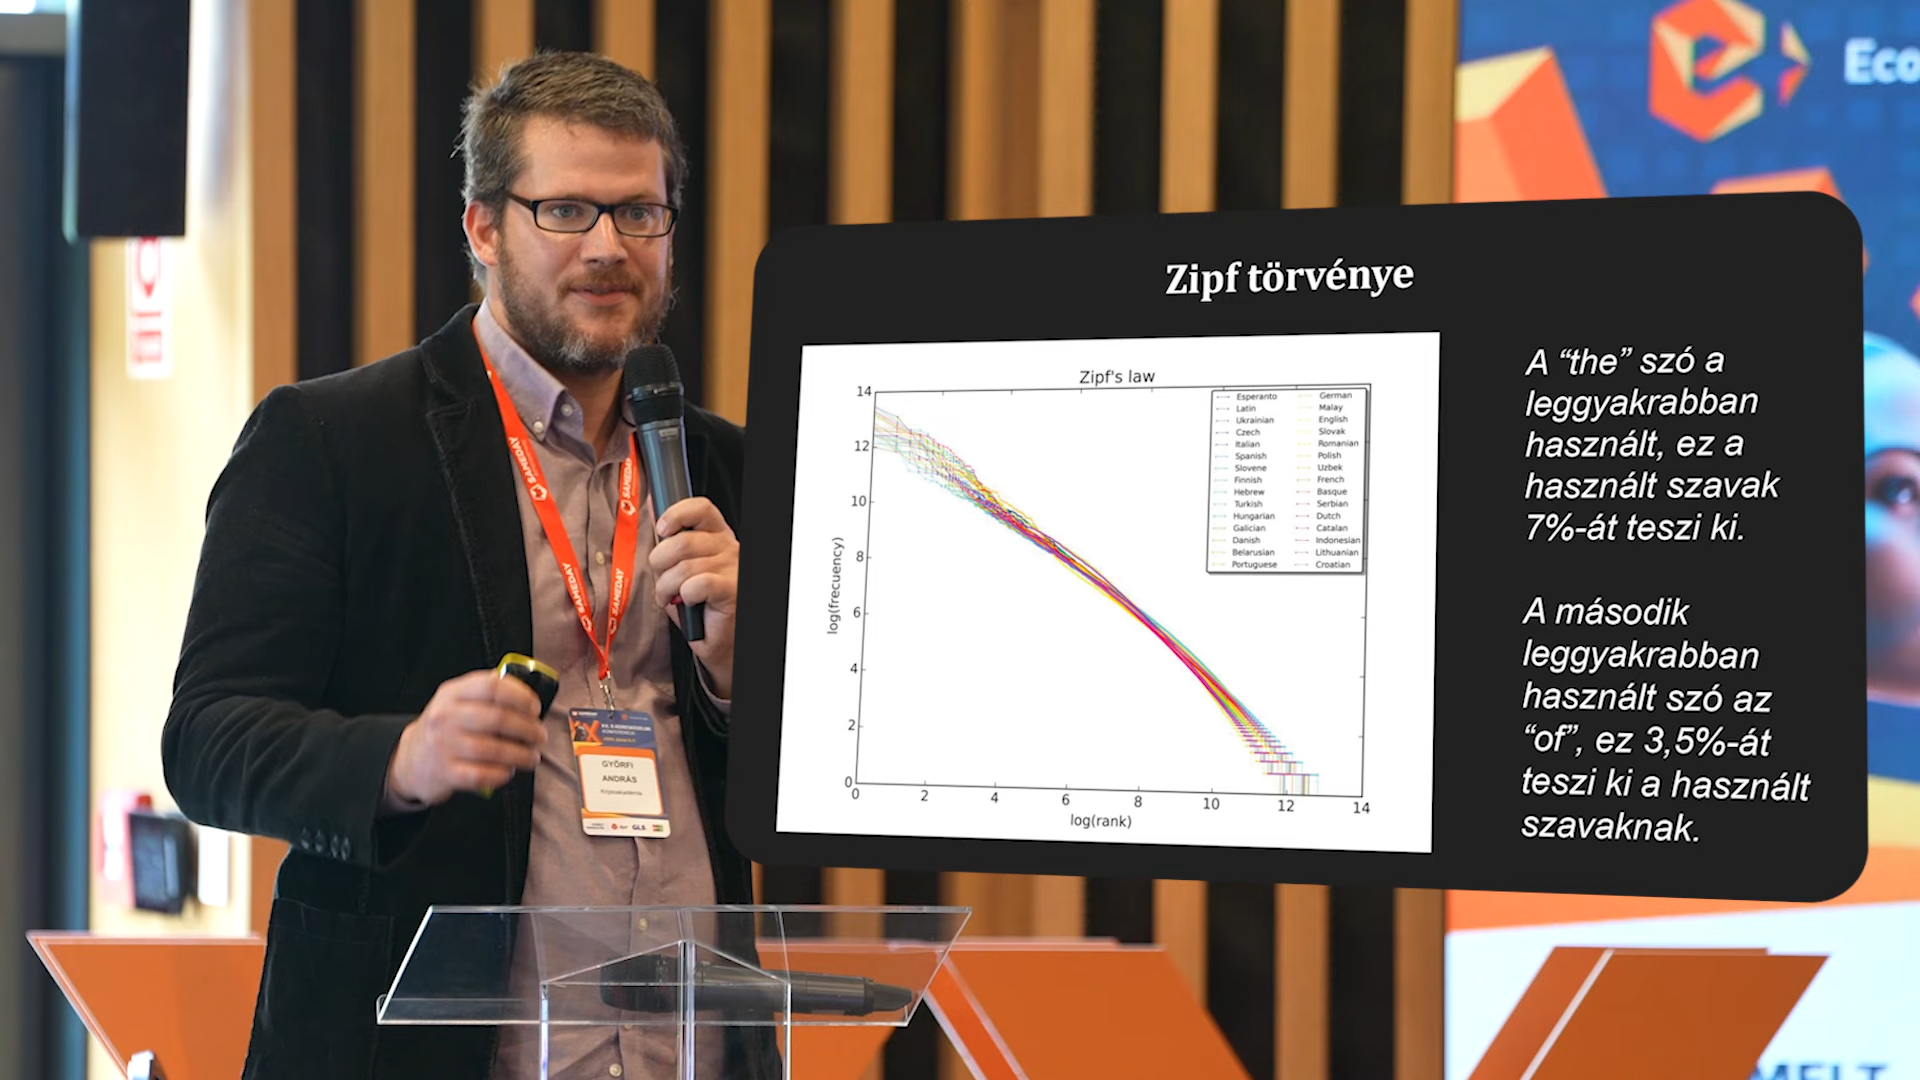 Eco
Zipf törvénye
Zipf's law
14
12
10
8
6
4
2
0
log(frecuency)
0 2 4 6 8 10 12 14
log(rank)
Esperanto German
Latin Malay
Ukrainian English
Czech Slovak
Italian Romanian
Spanish Polish
Slovene Uzbek
Finnish French
Hebrew Basque
Turkish Serbian
Hungarian Dutch
Galician Catalan
Danish Indonesian
Belarusian Lithuanian
Portuguese Croatian
A “the” szó a
leggyakrabban
használt, ez a
használt szavak
7%-át teszi ki.
A második
leggyakrabban
használt szó az
“of”, ez 3,5%-át
teszi ki a használt
szavaknak.
SAMEDAY
SAMEDAY
SAMEDAY
SAMEDAY
GYŐRFI
ANDRÁS
GLS